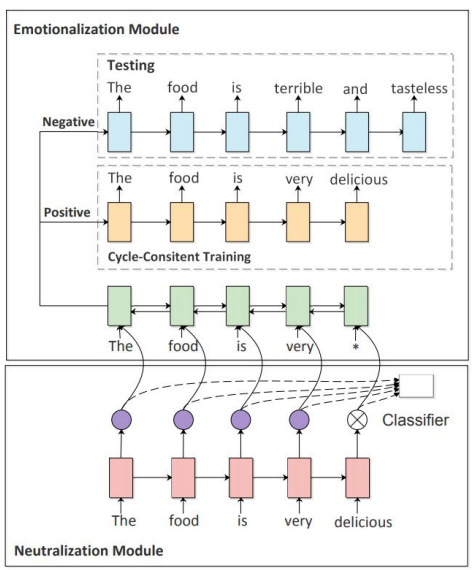 Emotionalization Module
Testing
The food is terrible and tasteless
Negative
The food is very delicious
Positive
Cycle-Consitent Training
The food is very *
Classifier
The food is very delicious
Neutralization Module